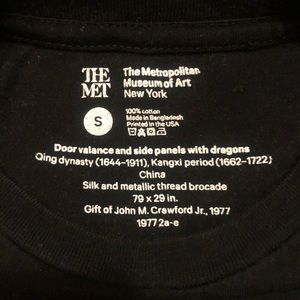 THE
MET
The Metropolitan
Museum of Art
New York
S
100% cotton
Made in Bangladesh
Printed in the USA
Door valance and side panels with dragons
Qing dynasty (1644–1911), Kangxi period (1662–1722)
China
Silk and metallic thread brocade
79 x 29 in.
Gift of John M. Crawford Jr., 1977
1977.2a-e